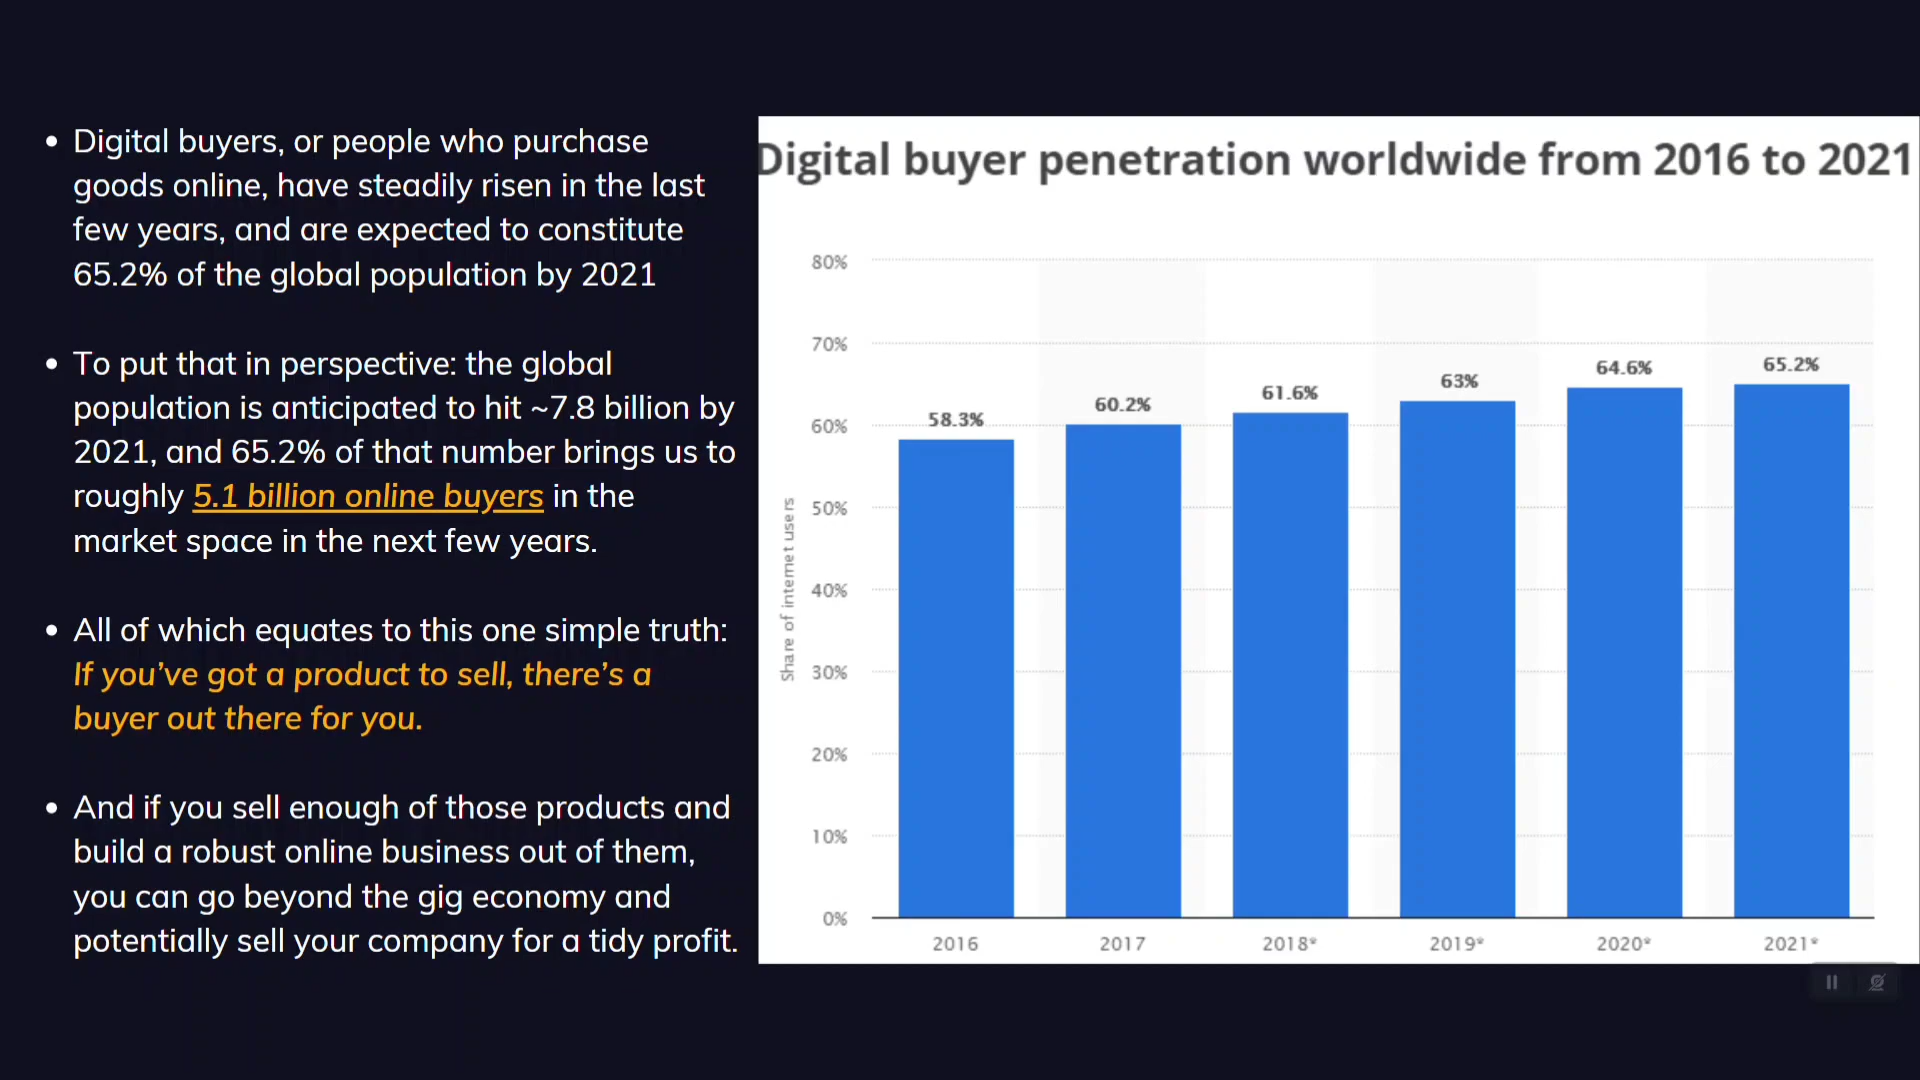 • Digital buyers, or people who purchase
goods online, have steadily risen in the last
few years, and are expected to constitute
65.2% of the global population by 2021
• To put that in perspective: the global
population is anticipated to hit ~7.8 billion by
2021, and 65.2% of that number brings us to
roughly 5.1 billion online buyers in the
market space in the next few years.
• All of which equates to this one simple truth:
If you’ve got a product to sell, there’s a
buyer out there for you.
• And if you sell enough of those products and
build a robust online business out of them,
you can go beyond the gig economy and
potentially sell your company for a tidy profit.
Digital buyer penetration worldwide from 2016 to 2021
Share of internet users
80%
70%
60%
50%
40%
30%
20%
10%
0%
58.3%
60.2%
61.6%
63%
64.6%
65.2%
2016
2017
2018*
2019*
2020*
2021*